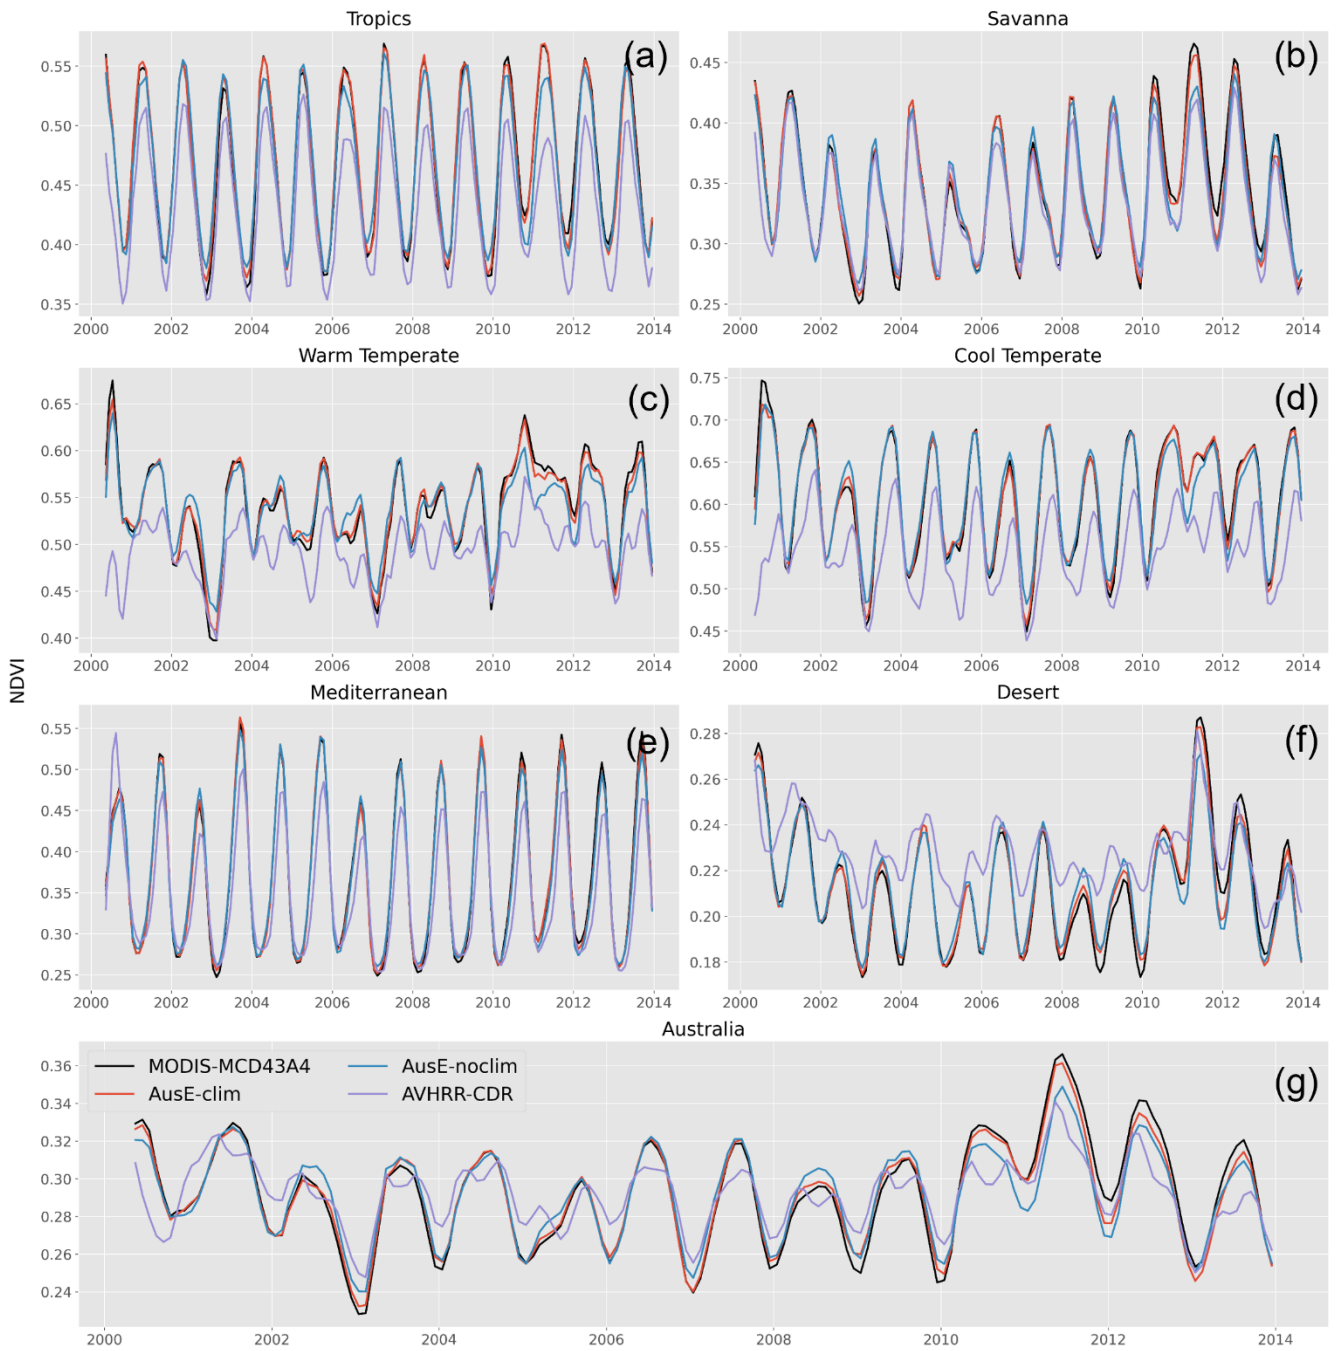 Tropics
Savanna
(a)
(b)
0.55
0.50
0.45
0.40
0.35
0.45
0.40
0.35
0.30
0.25
2000 2002 2004 2006 2008 2010 2012 2014
2000 2002 2004 2006 2008 2010 2012 2014
Warm Temperate
Cool Temperate
(c)
(d)
0.65
0.60
0.55
0.50
0.45
0.40
0.75
0.70
0.65
0.60
0.55
0.50
0.45
2000 2002 2004 2006 2008 2010 2012 2014
2000 2002 2004 2006 2008 2010 2012 2014
NDVI
Mediterranean
Desert
(e)
(f)
0.55
0.50
0.45
0.40
0.35
0.30
0.25
0.28
0.26
0.24
0.22
0.20
0.18
2000 2002 2004 2006 2008 2010 2012 2014
2000 2002 2004 2006 2008 2010 2012 2014
Australia
MODIS-MCD43A4
AusE-clim
AusE-noclim
AVHRR-CDR
(g)
0.36
0.34
0.32
0.30
0.28
0.26
0.24
2000 2002 2004 2006 2008 2010 2012 2014